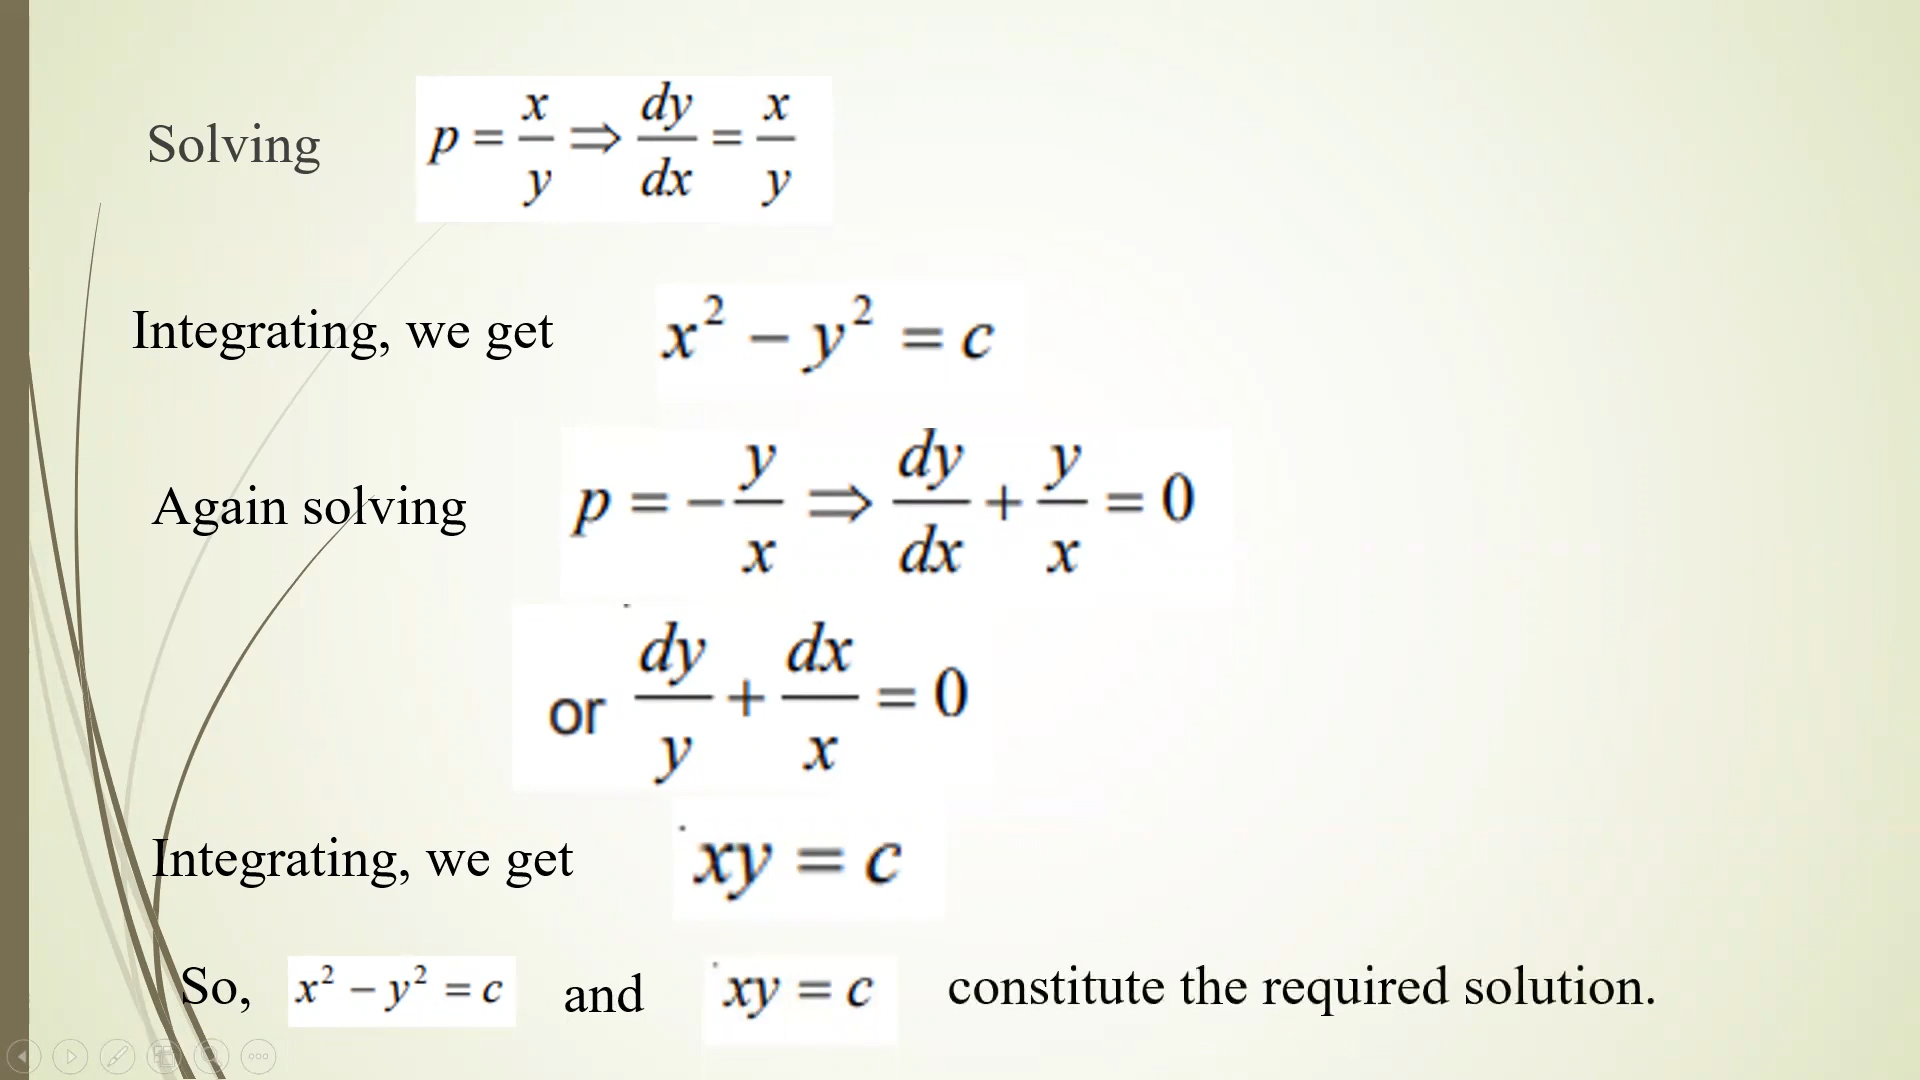 Solving p = x/y ⇒ dy/dx = x/y
Integrating, we get x² − y² = c
Again solving p = −y/x ⇒ dy/dx + y/x = 0
or dy/y + dx/x = 0
Integrating, we get xy = c
So, x² − y² = c and xy = c constitute the required solution.